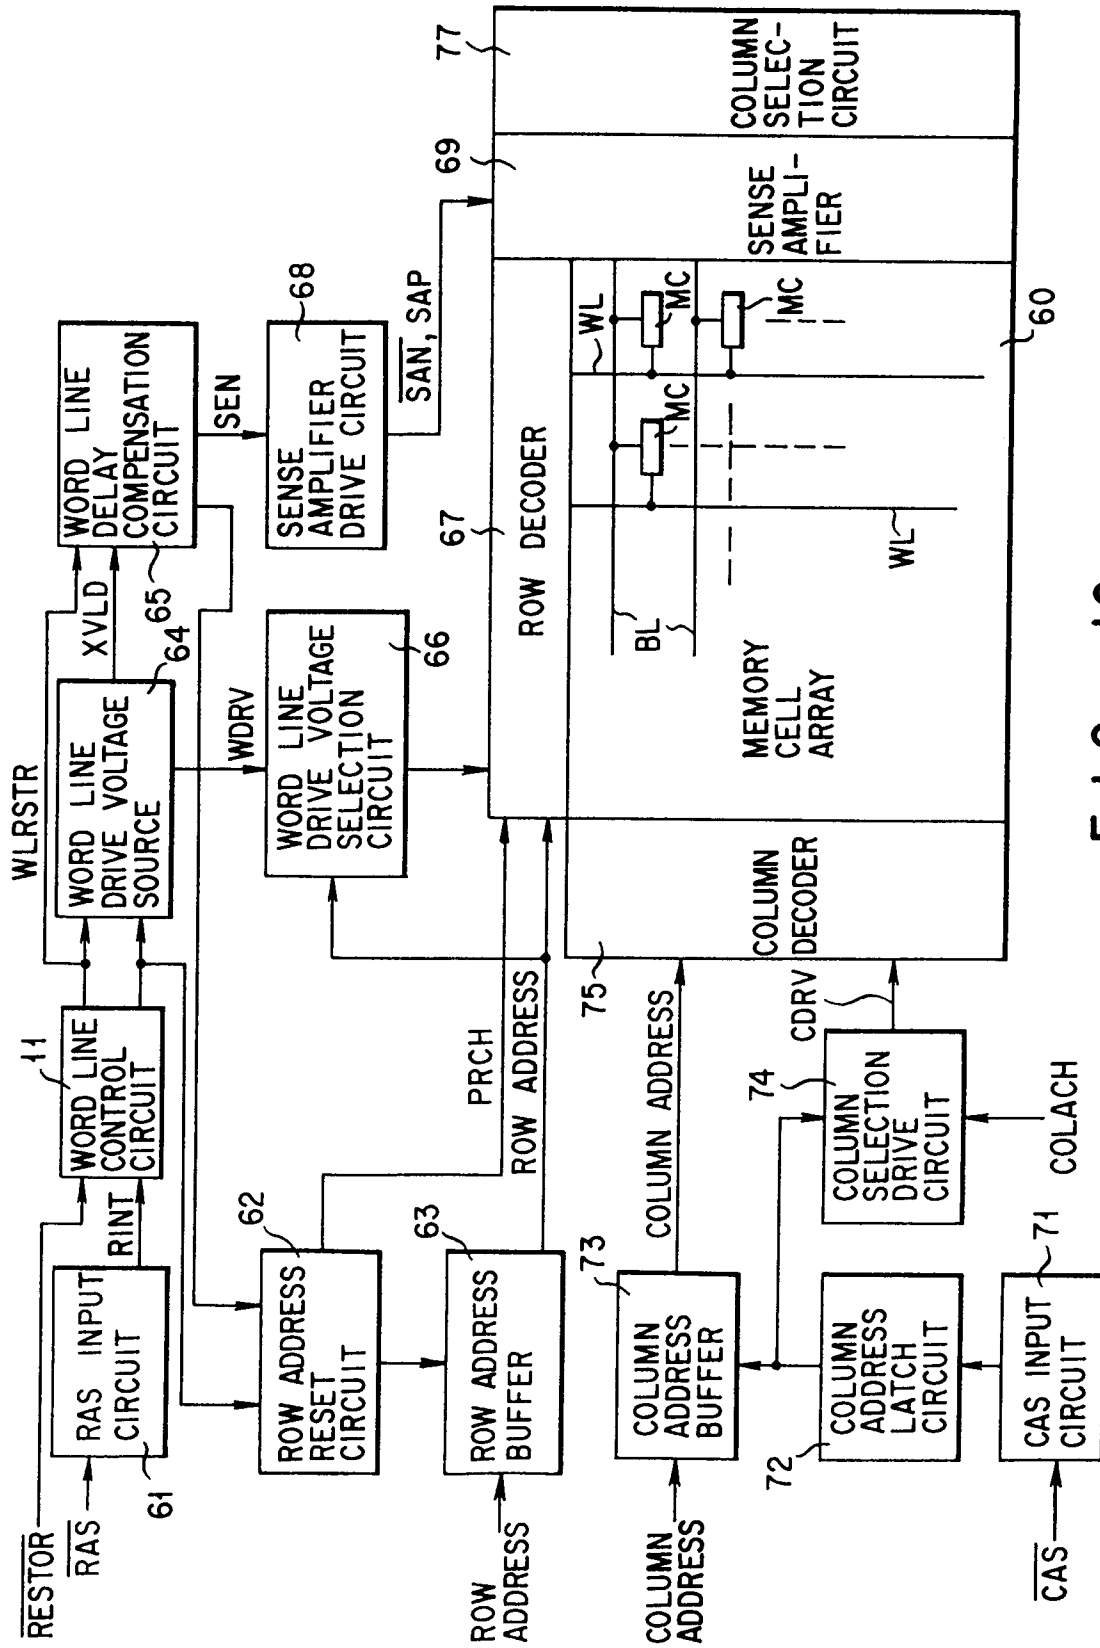 RESTOR
RAS
RAS INPUT
CIRCUIT
61
RINT
WORD LINE
CONTROL
CIRCUIT
11
WLRSTR
WORD LINE
DRIVE VOLTAGE
SOURCE
64
XVLD
WORD LINE
DELAY
COMPENSATION
CIRCUIT
65
SEN
ROW ADDRESS
RESET
CIRCUIT
62
WDRV
WORD LINE
DRIVE VOLTAGE
SELECTION
CIRCUIT
66
SENSE
AMPLIFIER
DRIVE CIRCUIT
68
SAN, SAP
ROW
ADDRESS
ROW ADDRESS
BUFFER
63
PRCH
ROW ADDRESS
ROW DECODER
67
69
77
COLUMN
ADDRESS
COLUMN
ADDRESS
BUFFER
73
COLUMN ADDRESS
75
COLUMN
DECODER
MEMORY
CELL
ARRAY
BL
WL
WL
MC
MC
MC
SENSE
AMPLI-
FIER
COLUMN
SELEC-
TION
CIRCUIT
60
COLUMN
ADDRESS
LATCH
CIRCUIT
72
COLUMN
SELECTION
DRIVE
CIRCUIT
74
CDRV
COLACH
CAS
CAS INPUT
CIRCUIT
71